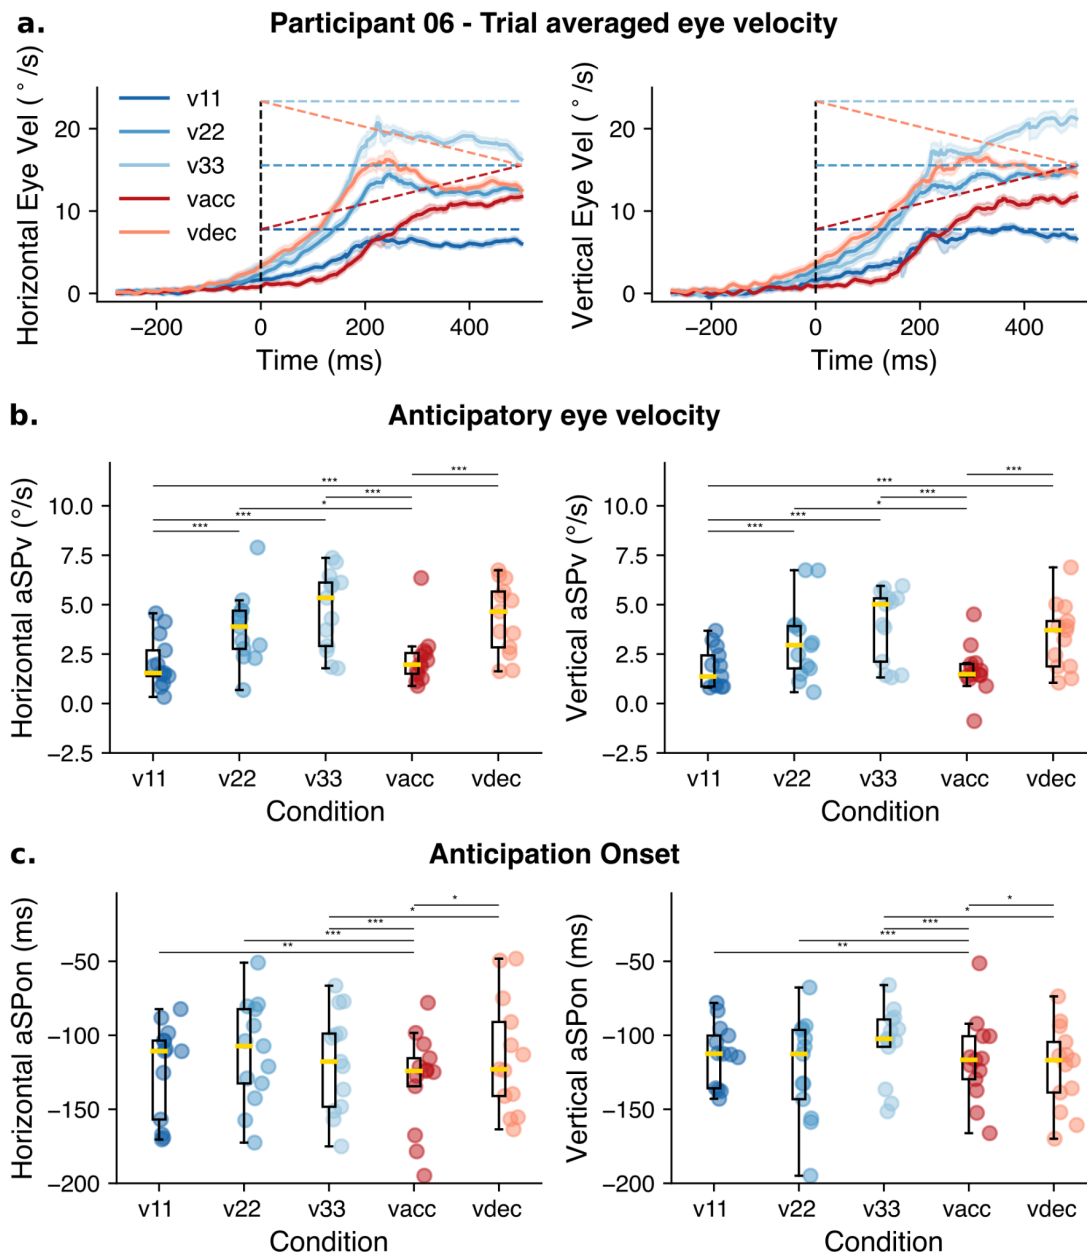 a.
Participant 06 - Trial averaged eye velocity
Horizontal Eye Vel (°/s)
20
10
0
v11
v22
v33
vacc
vdec
−200
0
200
400
Time (ms)
Vertical Eye Vel (°/s)
20
10
0
−200
0
200
400
Time (ms)
b.
Anticipatory eye velocity
Horizontal aSPv (°/s)
10.0
7.5
5.0
2.5
0.0
−2.5
***
***
***
*
***
***
v11
v22
v33
vacc
vdec
Condition
Vertical aSPv (°/s)
10.0
7.5
5.0
2.5
0.0
−2.5
***
***
***
*
***
***
v11
v22
v33
vacc
vdec
Condition
c.
Anticipation Onset
Horizontal aSPon (ms)
−50
−100
−150
−200
*
*
***
***
**
v11
v22
v33
vacc
vdec
Condition
Vertical aSPon (ms)
−50
−100
−150
−200
*
*
***
***
**
v11
v22
v33
vacc
vdec
Condition